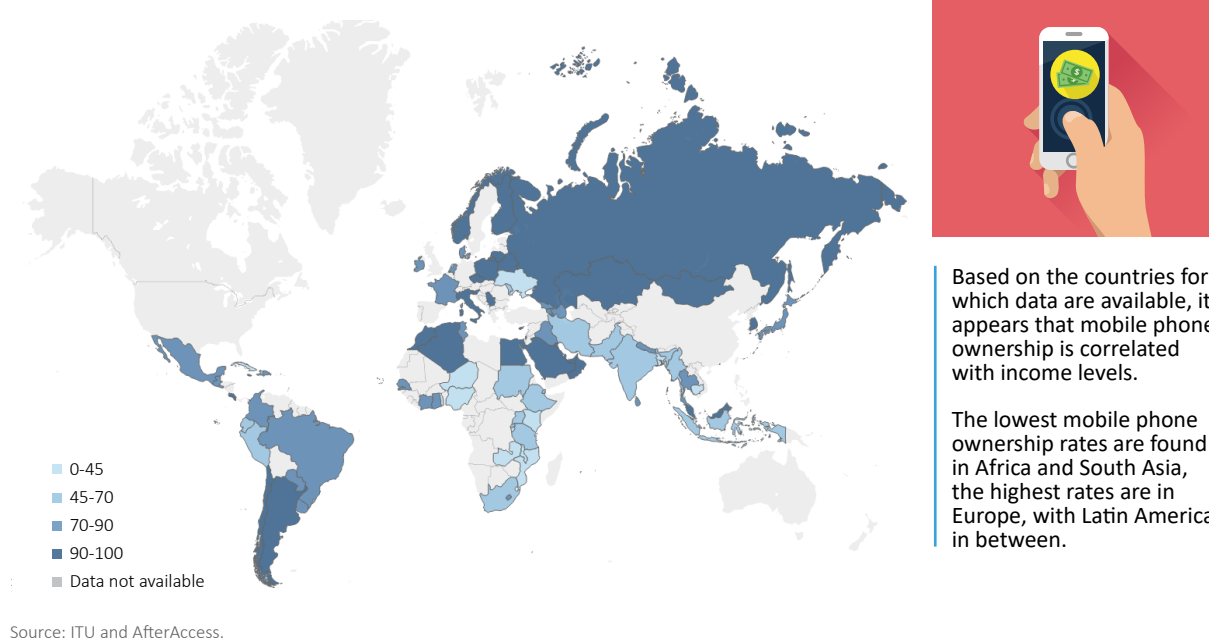 0-45
45-70
70-90
90-100
Data not available
:
Based on the countries for
which data are available, it
appears that mobile phone
ownership is correlated
with income levels.
The lowest mobile phone
ownership rates are found
in Africa and South Asia,
the highest rates are in
Europe, with Latin America
in between.
Source: ITU and AfterAccess.